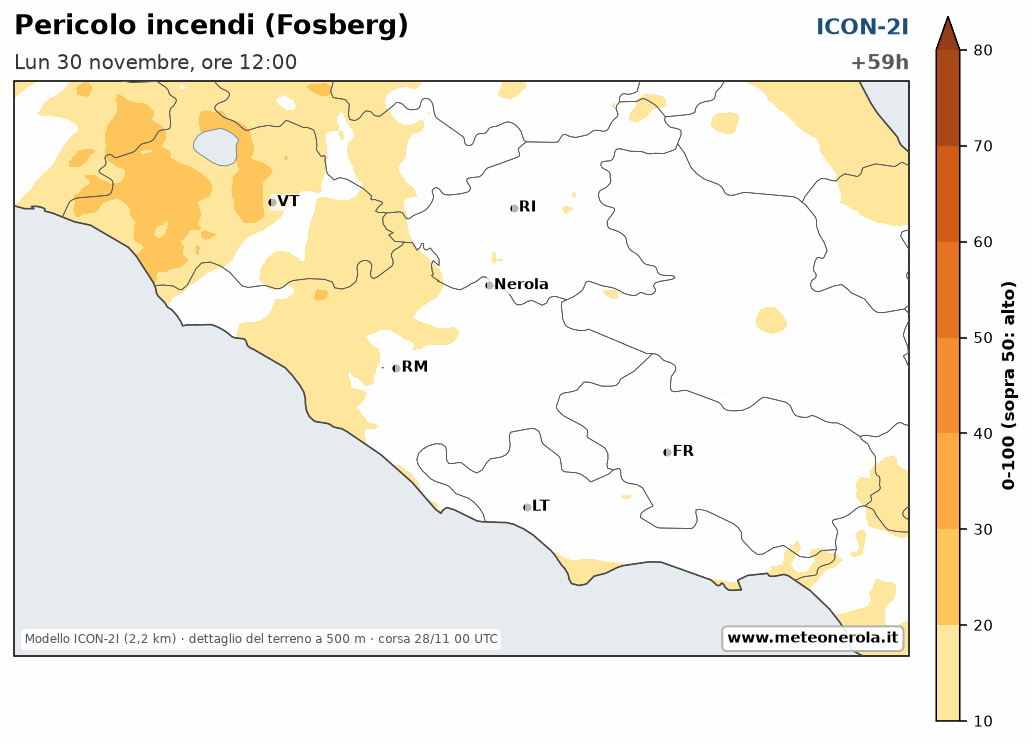 Pericolo incendi (Fosberg)
ICON-2I
Lun 30 novembre, ore 12:00
+59h
80
70
60
50
40
30
20
10
0-100 (sopra 50: alto)
VT
RI
Nerola
RM
FR
LT
Modello ICON-2I (2,2 km) · dettaglio del terreno a 500 m · corsa 28/11 00 UTC
www.meteonerola.it